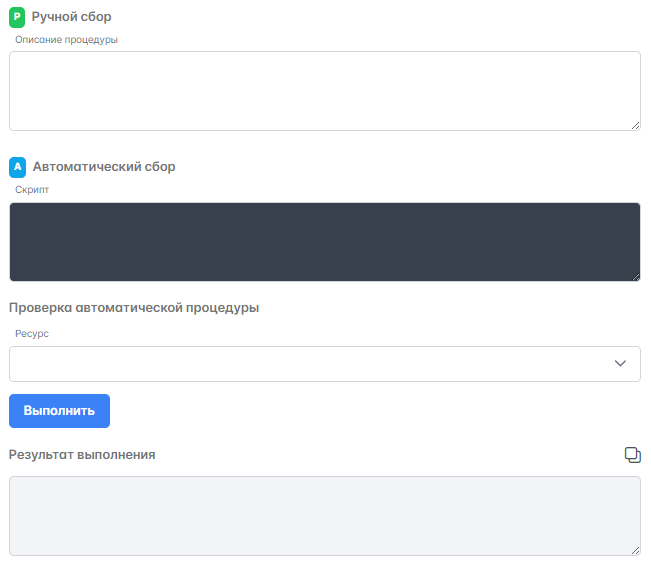 Р Ручной сбор
Описание процедуры
А Автоматический сбор
Скрипт
Проверка автоматической процедуры
Ресурс
Выполнить
Результат выполнения